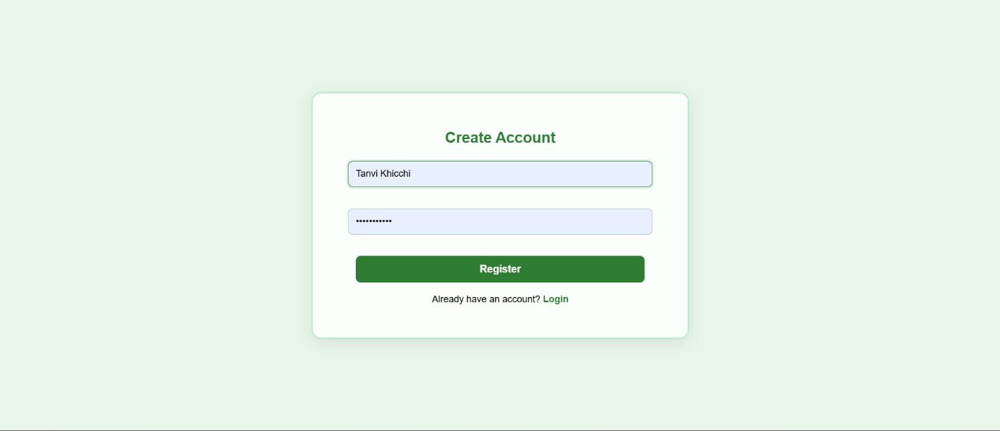 Create Account
Tanvi Khicchi
•••••••••••
Register
Already have an account? Login